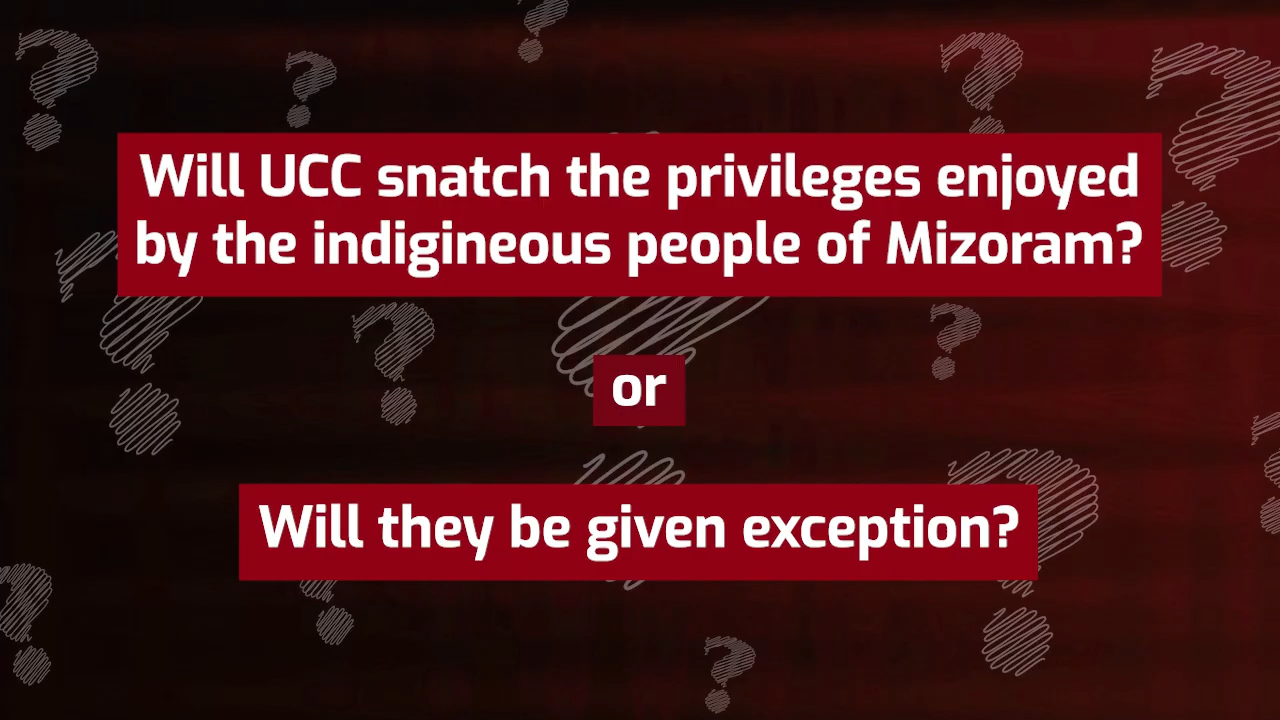 Will UCC snatch the privileges enjoyed
by the indigineous people of Mizoram?
or
Will they be given exception?